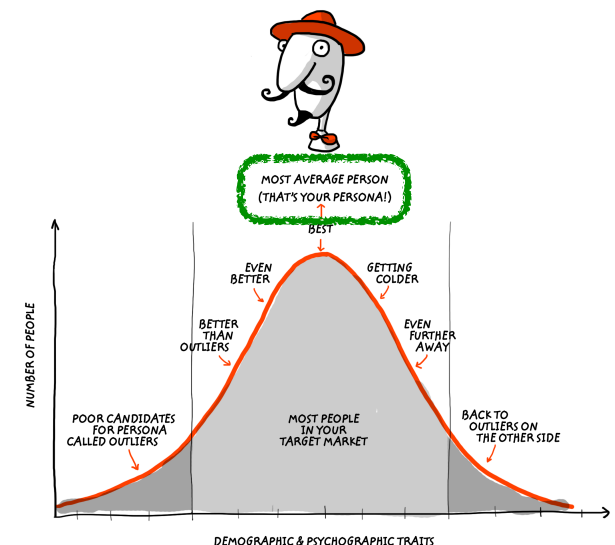 MOST AVERAGE PERSON
(THAT'S YOUR PERSONA!)
BEST
EVEN
BETTER
GETTING
COLDER
BETTER
THAN
OUTLIERS
EVEN
FURTHER
AWAY
NUMBER OF PEOPLE
POOR CANDIDATES
FOR PERSONA
CALLED OUTLIERS
MOST PEOPLE
IN YOUR
TARGET MARKET
BACK TO
OUTLIERS ON
THE OTHER SIDE
DEMOGRAPHIC & PSYCHOGRAPHIC TRAITS